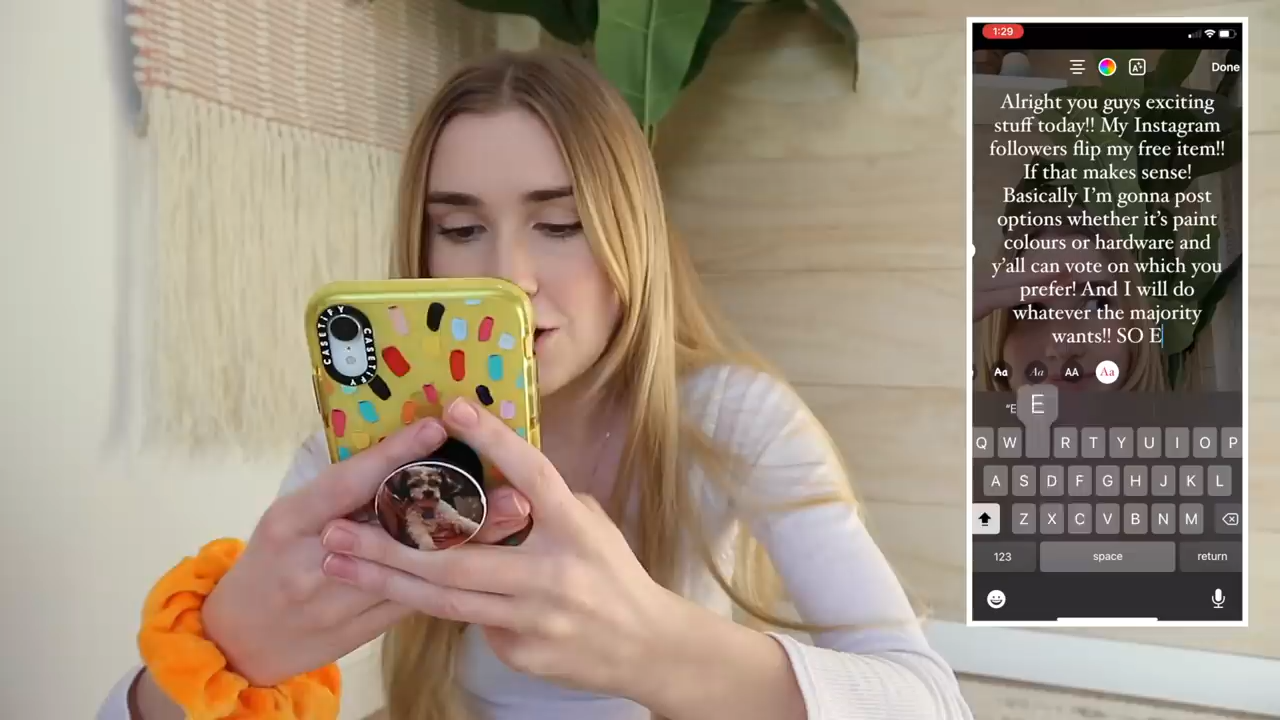 1:29
Done
Alright you guys exciting
stuff today!! My Instagram
followers flip my free item!!
If that makes sense!
Basically I'm gonna post
options whether it's paint
colours or hardware and
y'all can vote on which you
prefer! And I will do
whatever the majority
wants!! SO E
Aa Aa AA Aa
"E E
Q W R T Y U I O P
A S D F G H J K L
Z X C V B N M
123 space return
CASETIFY CASETIFY